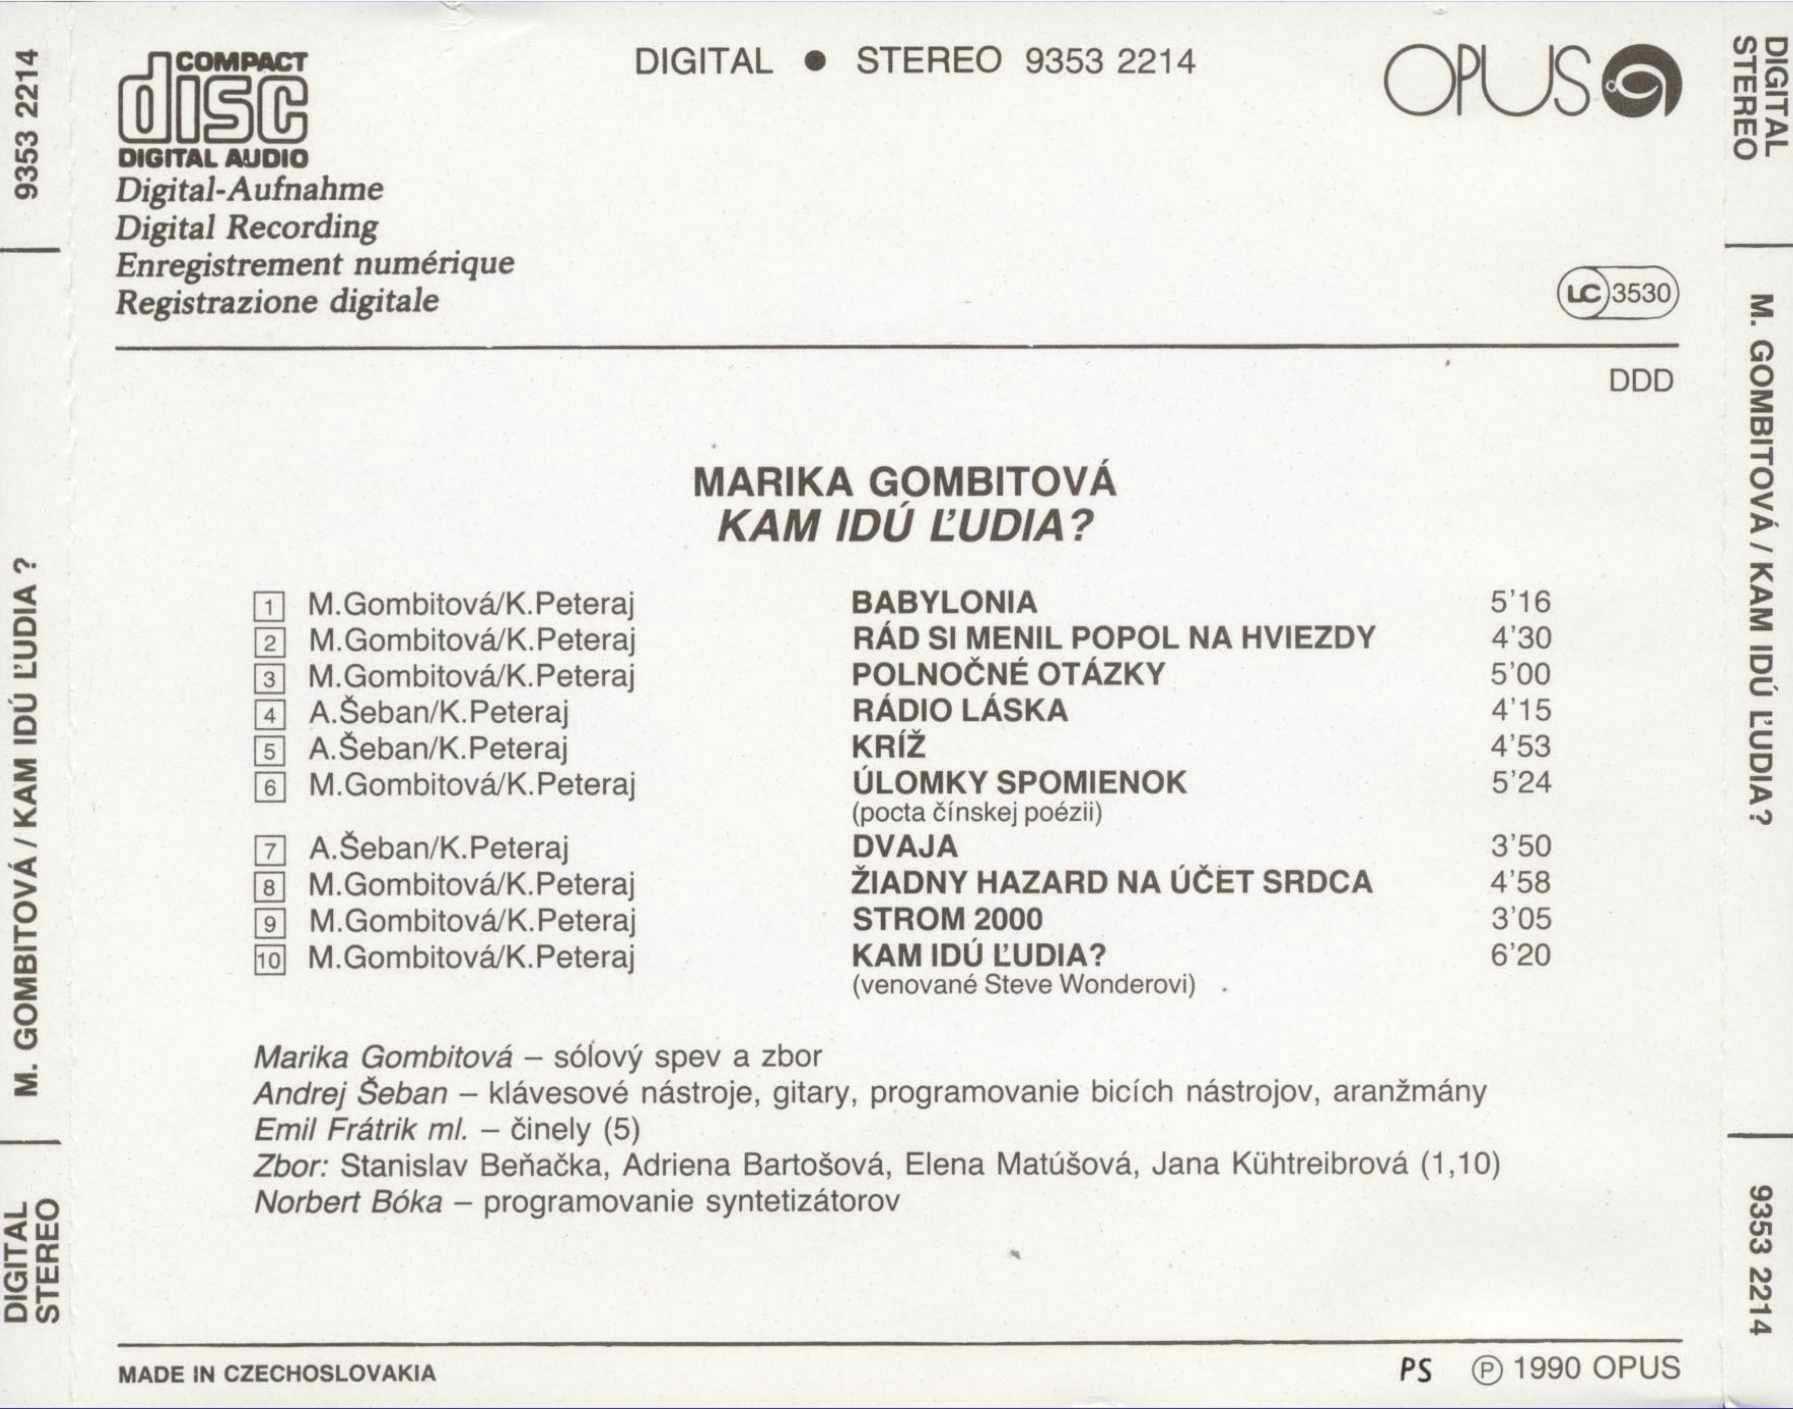 9353 2214
M. GOMBITOVÁ / KAM IDÚ ĽUDIA ?
DIGITAL
STEREO
COMPACT
disc
DIGITAL AUDIO
Digital-Aufnahme
Digital Recording
Enregistrement numérique
Registrazione digitale
DIGITAL ● STEREO 9353 2214
OPUS
LC 3530
DDD
MARIKA GOMBITOVÁ
KAM IDÚ ĽUDIA?
1 M.Gombitová/K.Peteraj BABYLONIA 5'16
2 M.Gombitová/K.Peteraj RÁD SI MENIL POPOL NA HVIEZDY 4'30
3 M.Gombitová/K.Peteraj POLNOČNÉ OTÁZKY 5'00
4 A.Šeban/K.Peteraj RÁDIO LÁSKA 4'15
5 A.Šeban/K.Peteraj KRÍŽ 4'53
6 M.Gombitová/K.Peteraj ÚLOMKY SPOMIENOK 5'24
(pocta čínskej poézii)
7 A.Šeban/K.Peteraj DVAJA 3'50
8 M.Gombitová/K.Peteraj ŽIADNY HAZARD NA ÚČET SRDCA 4'58
9 M.Gombitová/K.Peteraj STROM 2000 3'05
10 M.Gombitová/K.Peteraj KAM IDÚ ĽUDIA? 6'20
(venované Steve Wonderovi)
Marika Gombitová – sólový spev a zbor
Andrej Šeban – klávesové nástroje, gitary, programovanie bicích nástrojov, aranžmány
Emil Frátrik ml. – činely (5)
Zbor: Stanislav Beňačka, Adriena Bartošová, Elena Matúšová, Jana Kühtreibrová (1,10)
Norbert Bóka – programovanie syntetizátorov
MADE IN CZECHOSLOVAKIA
PS Ⓟ 1990 OPUS
DIGITAL
STEREO
M. GOMBITOVÁ / KAM IDÚ ĽUDIA?
9353 2214